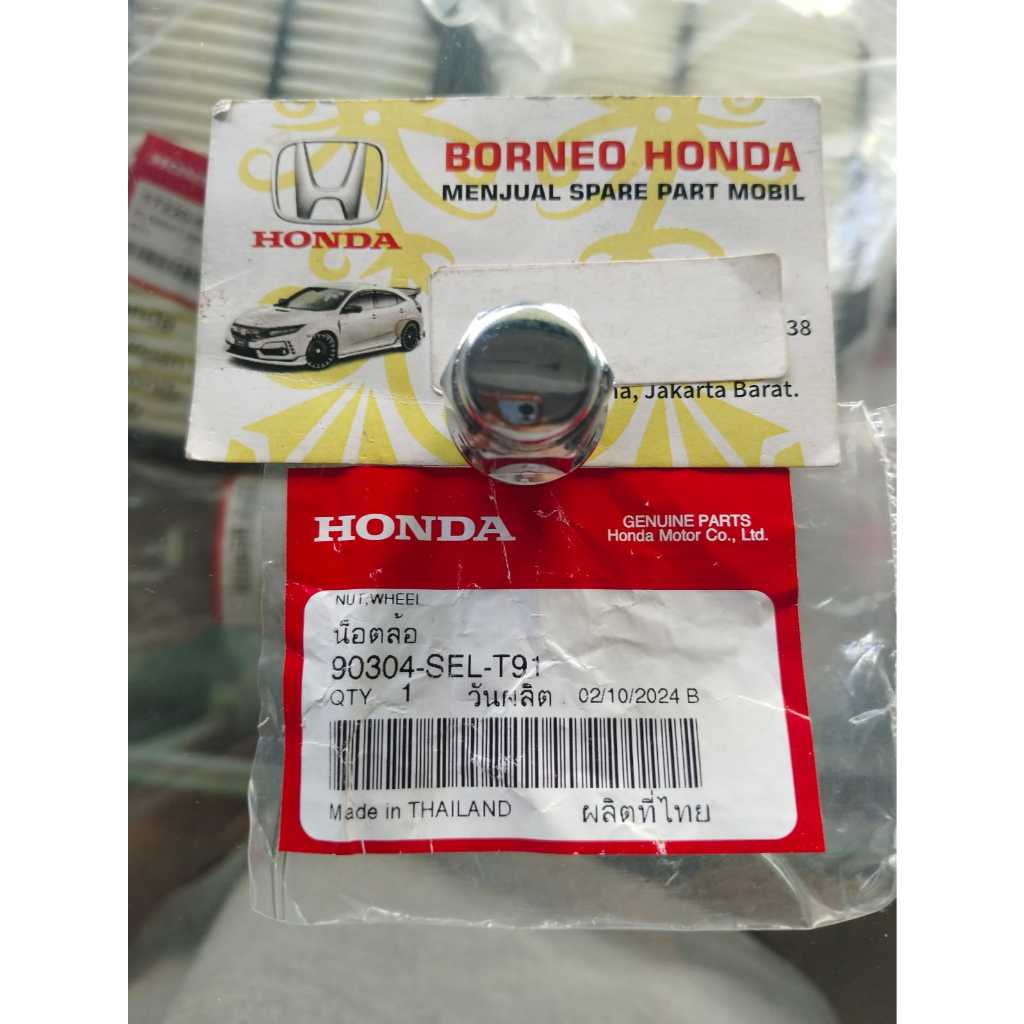 BORNEO HONDA
MENJUAL SPARE PART MOBIL
HONDA
38
Jakarta Barat.
HONDA
GENUINE PARTS
Honda Motor Co., Ltd.
NUT,WHEEL
น็อตล้อ
90304-SEL-T91
QTY 1 วันผลิต 02/10/2024 B
Made in THAILAND ผลิตที่ไทย